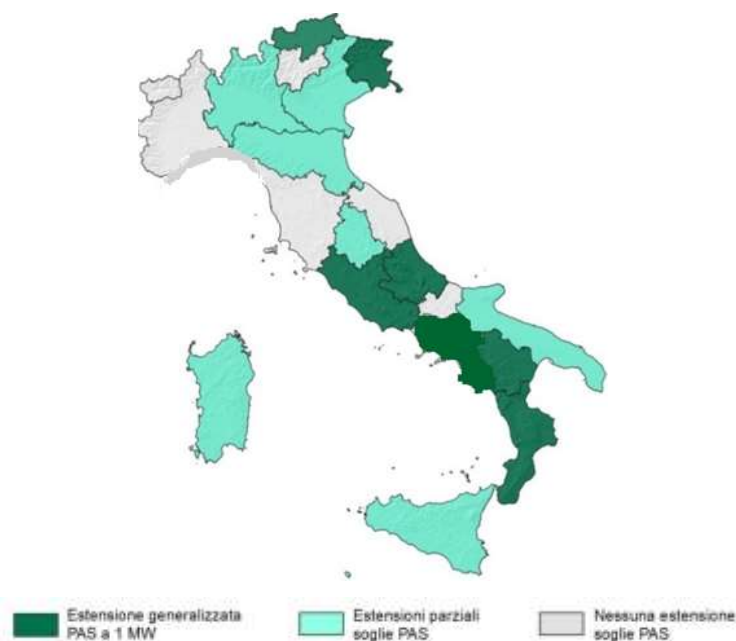 Estensione generalizzata
PAS a 1 MW
Estensioni parziali
soglie PAS
Nessuna estensione
soglie PAS